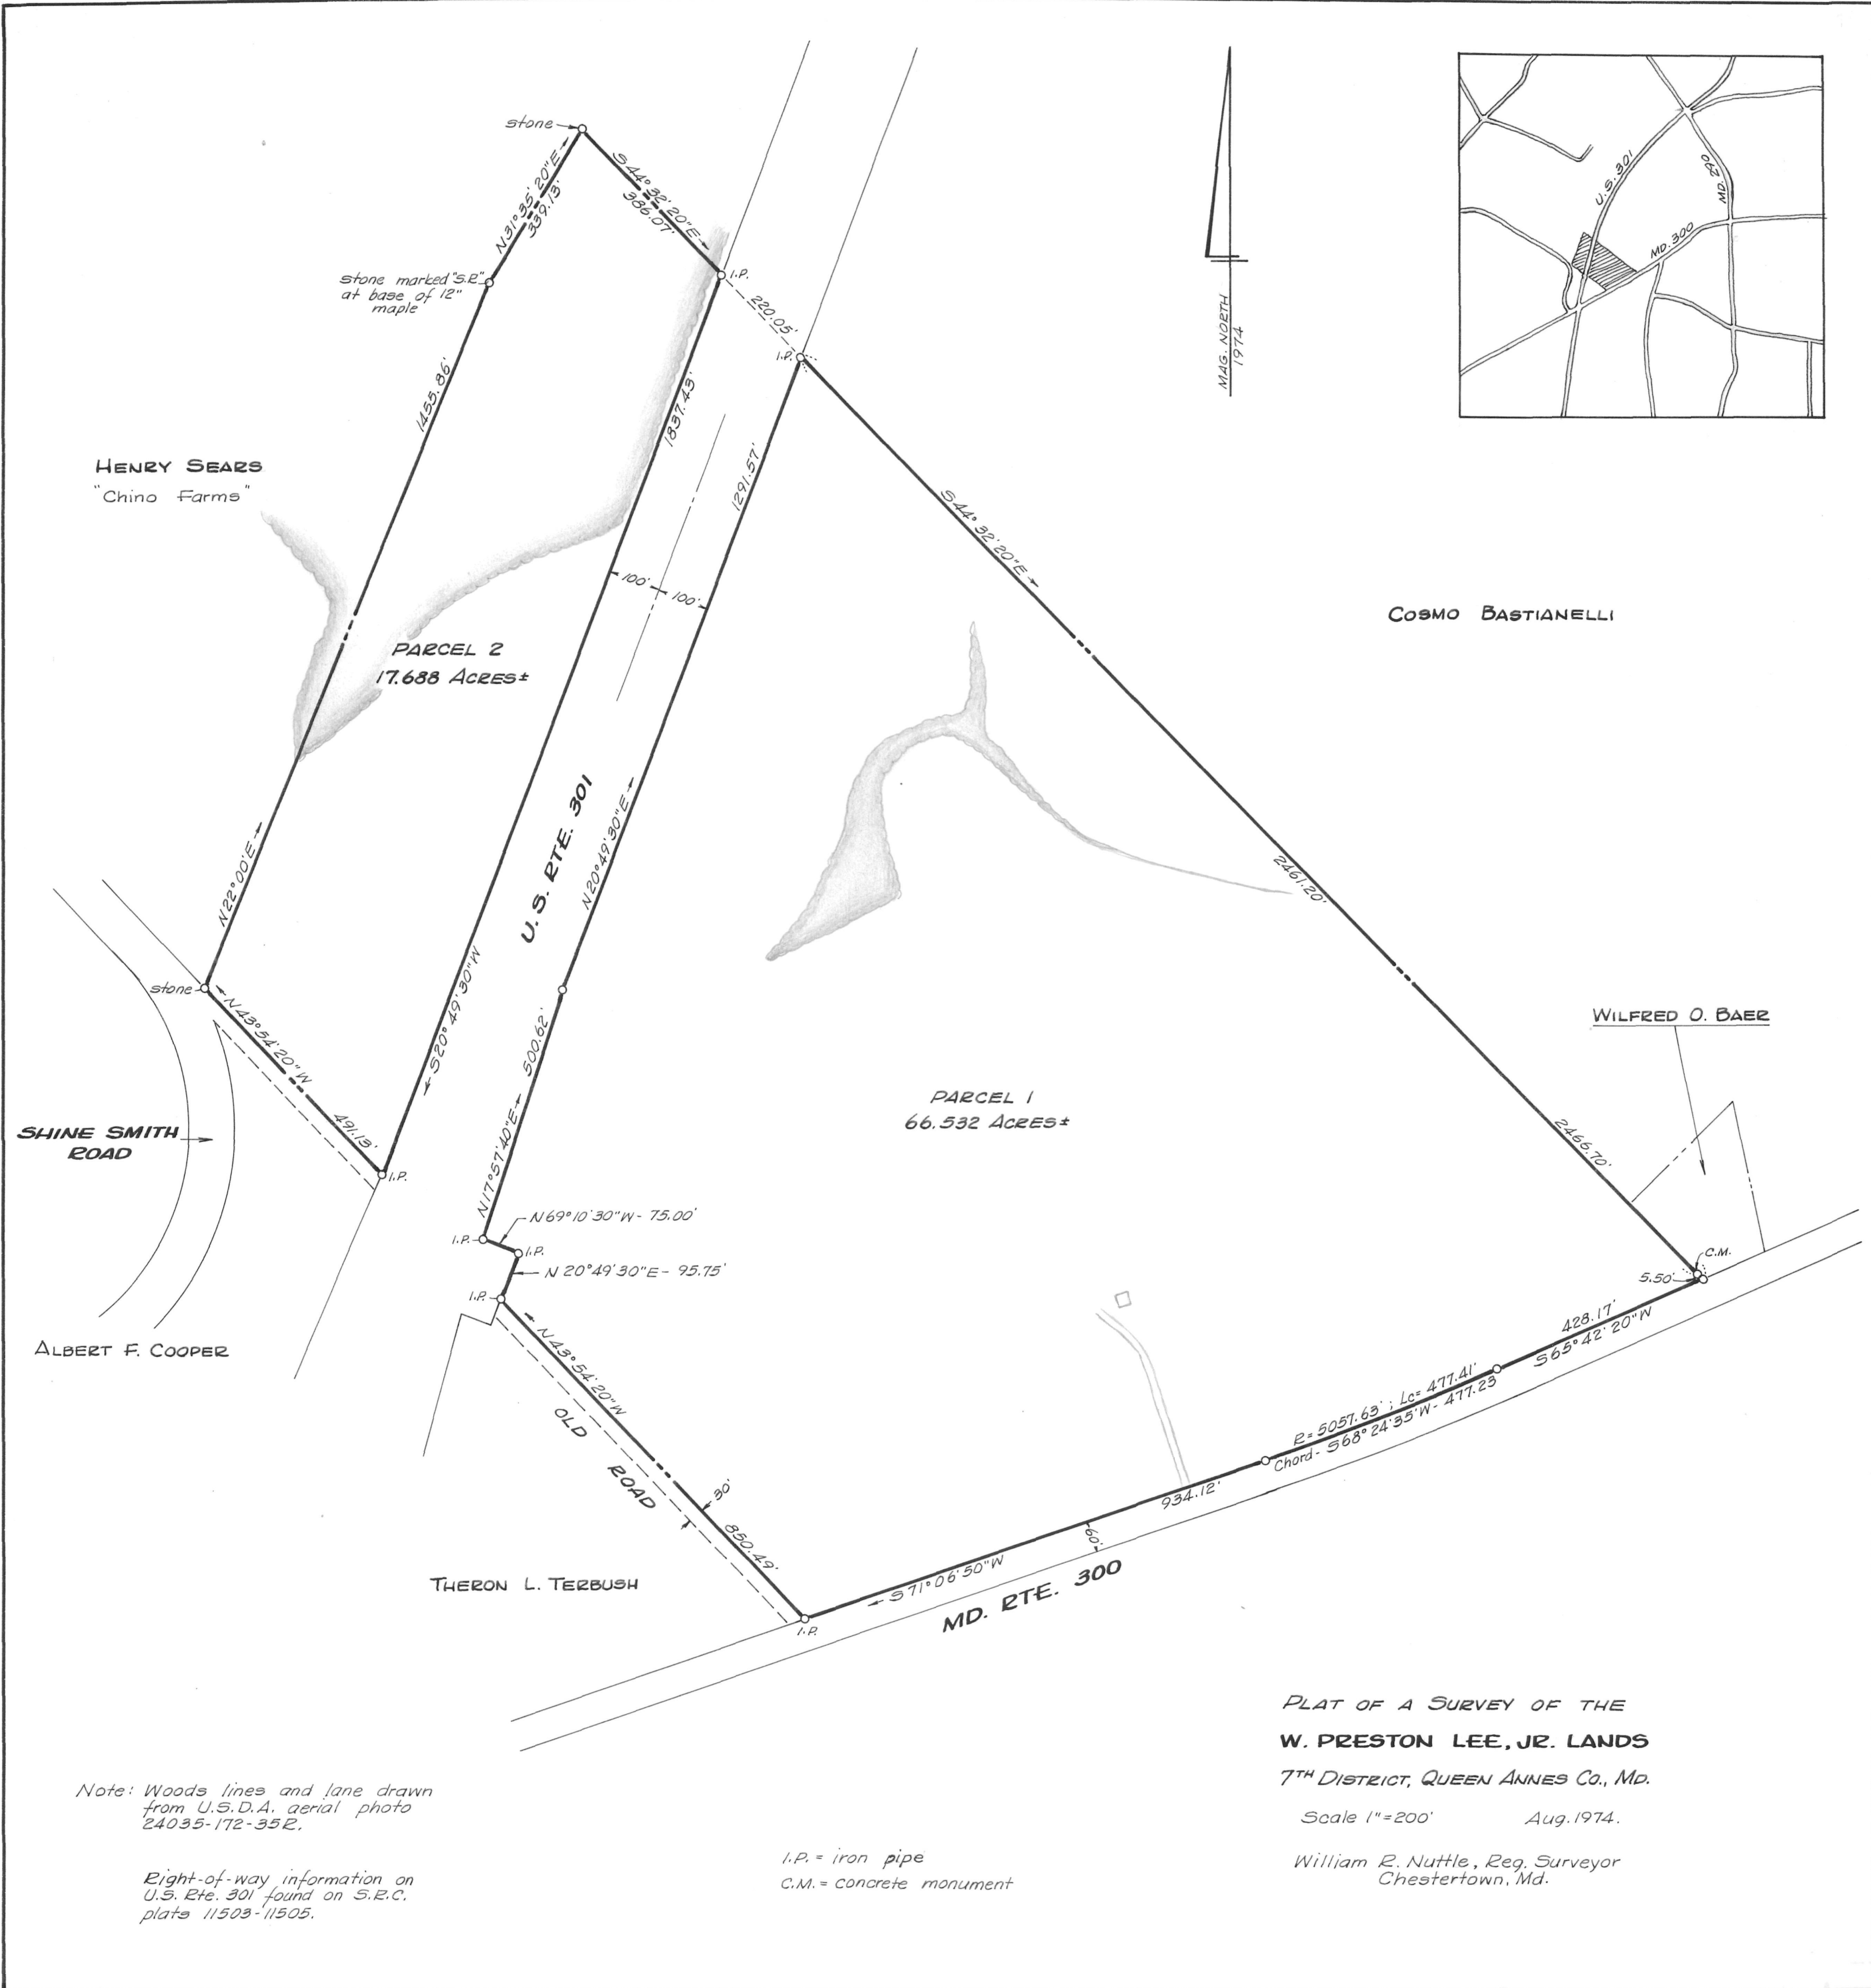 stone
N31°35'20"E
339.13'
S44°32'20"E
386.07'
stone marked "S.R."
at base of 12"
maple
I.P.
220.05'
I.P.
MAG. NORTH
1974
U.S. 301
MD. 290
MD. 300
1455.86'
1837.43'
1291.57'
HENRY SEARS
"Chino Farms"
S44°32'20"E
100'
100'
COSMO BASTIANELLI
PARCEL 2
17.688 ACRES±
U.S. RTE. 301
N20°49'30"E
2461.20'
N22°00'E
S20°49'30"W
stone
N43°54'20"W
491.13'
I.P.
500.62'
N17°57'40"E
WILFRED O. BAER
PARCEL 1
66.532 ACRES±
SHINE SMITH
ROAD
2466.70'
N69°10'30"W - 75.00'
I.P.
I.P.
N20°49'30"E - 95.75'
I.P.
C.M.
5.50'
ALBERT F. COOPER
N43°54'20"W
OLD
ROAD
30'
850.49'
428.17'
S65°42'20"W
R = 5057.63' ; Lc = 477.41'
Chord - S68°24'35"W - 477.23
934.12'
60'
S71°06'50"W
MD. RTE. 300
THERON L. TERBUSH
I.P.
PLAT OF A SURVEY OF THE
W. PRESTON LEE, JR. LANDS
7TH DISTRICT, QUEEN ANNES CO., MD.
Scale 1"=200' Aug. 1974.
William R. Nuttle, Reg. Surveyor
Chestertown, Md.
Note: Woods lines and lane drawn
from U.S.D.A. aerial photo
24035-172-35R.
Right-of-way information on
U.S. Rte. 301 found on S.R.C.
plats 11503-11505.
I.P. = iron pipe
C.M. = concrete monument